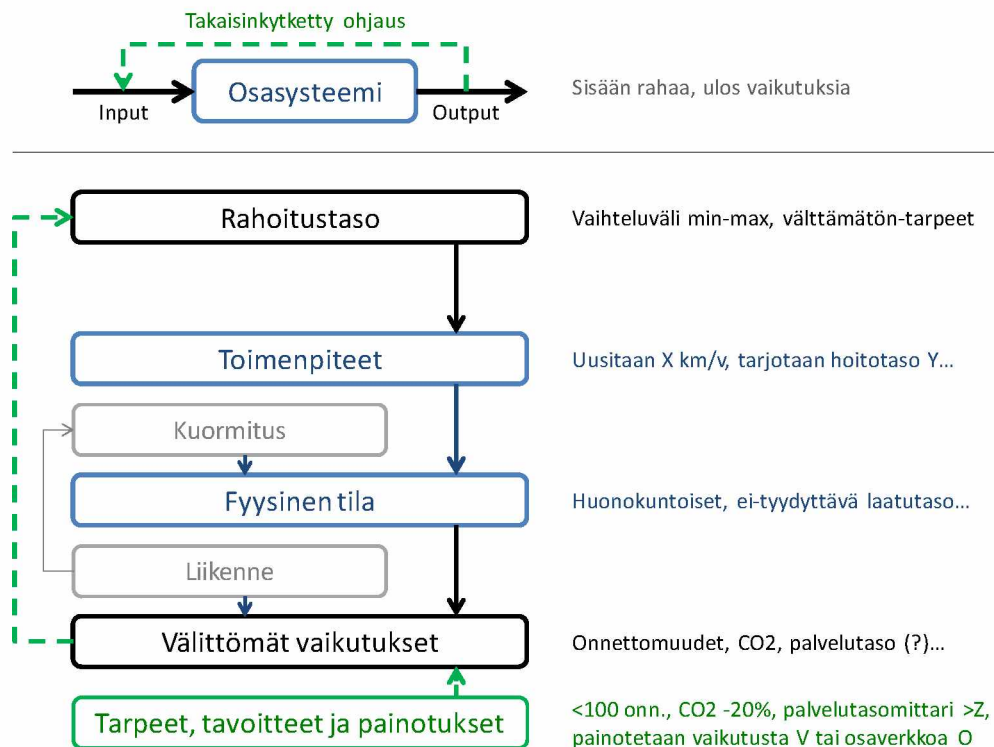 Takaisinkytketty ohjaus
Osasysteemi
Input
Output
Sisään rahaa, ulos vaikutuksia
Rahoitustaso
Vaihteluväli min-max, välttämätön-tarpeet
Toimenpiteet
Uusitaan X km/v, tarjotaan hoitotaso Y...
Kuormitus
Fyysinen tila
Huonokuntoiset, ei-tyydyttävä laatutaso...
Liikenne
Välittömät vaikutukset
Onnettomuudet, CO2, palvelutaso (?)...
Tarpeet, tavoitteet ja painotukset
<100 onn., CO2 -20%, palvelutasomittari >Z,
painotetaan vaikutusta V tai osaverkkoa O